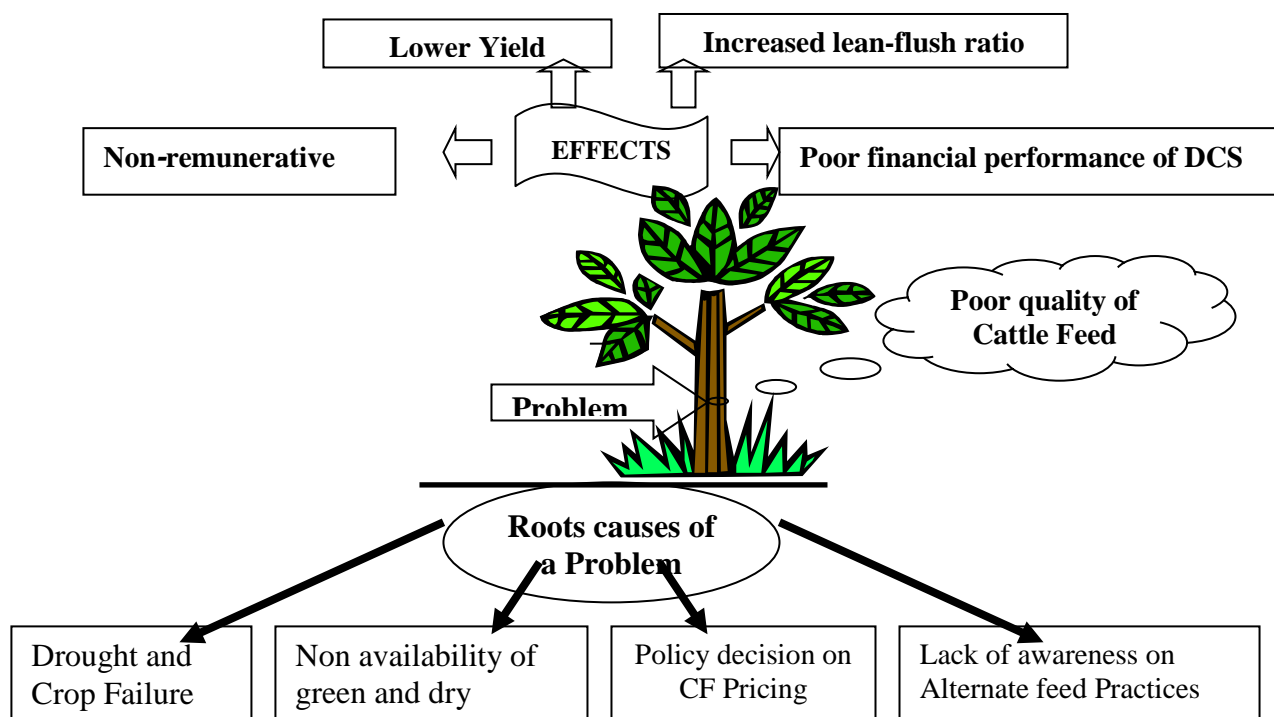 Lower Yield
Increased lean-flush ratio
Non-remunerative
EFFECTS
Poor financial performance of DCS
Poor quality of
Cattle Feed
Problem
Roots causes of
a Problem
Drought and
Crop Failure
Non availability of
green and dry
Policy decision on
CF Pricing
Lack of awareness on
Alternate feed Practices